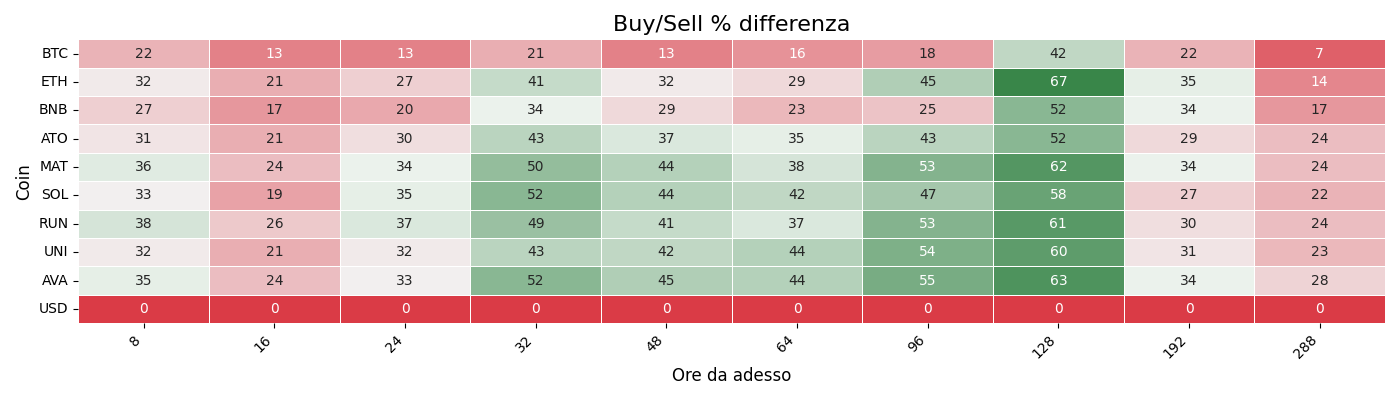 Buy/Sell % differenza
Coin
BTC 22 13 13 21 13 16 18 42 22 7
ETH 32 21 27 41 32 29 45 67 35 14
BNB 27 17 20 34 29 23 25 52 34 17
ATO 31 21 30 43 37 35 43 52 29 24
MAT 36 24 34 50 44 38 53 62 34 24
SOL 33 19 35 52 44 42 47 58 27 22
RUN 38 26 37 49 41 37 53 61 30 24
UNI 32 21 32 43 42 44 54 60 31 23
AVA 35 24 33 52 45 44 55 63 34 28
USD 0 0 0 0 0 0 0 0 0 0
8 16 24 32 48 64 96 128 192 288
Ore da adesso